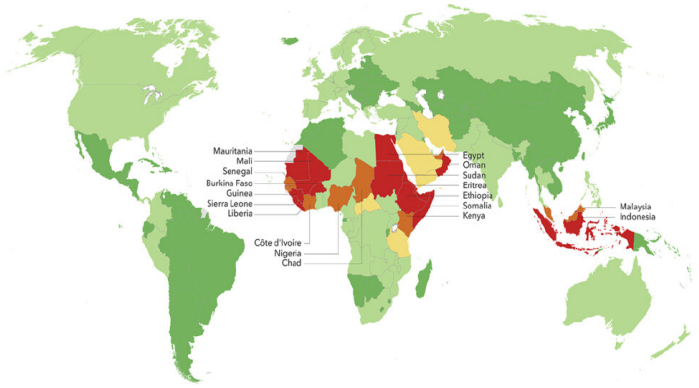 Mauritania
Mali
Senegal
Burkina Faso
Guinea
Sierra Leone
Liberia
Côte d'Ivoire
Nigeria
Chad
Egypt
Oman
Sudan
Eritrea
Ethiopia
Somalia
Kenya
Malaysia
Indonesia